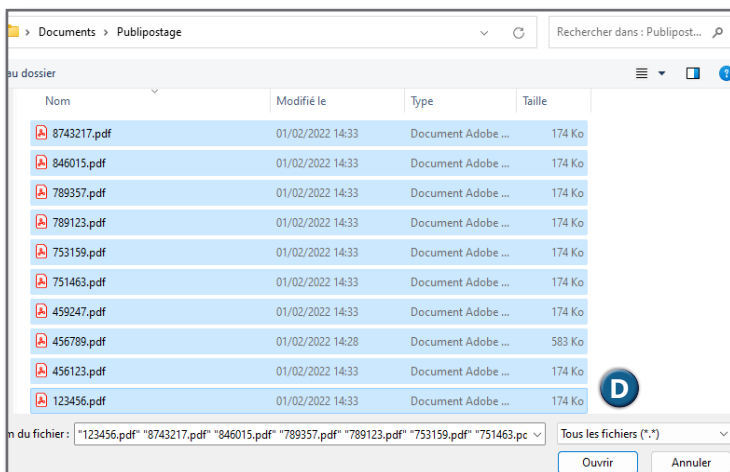 Documents > Publipostage
Rechercher dans : Publipost...
au dossier
Nom Modifié le Type Taille
8743217.pdf 01/02/2022 14:33 Document Adobe ... 174 Ko
846015.pdf 01/02/2022 14:33 Document Adobe ... 174 Ko
789357.pdf 01/02/2022 14:33 Document Adobe ... 174 Ko
789123.pdf 01/02/2022 14:33 Document Adobe ... 174 Ko
753159.pdf 01/02/2022 14:33 Document Adobe ... 174 Ko
751463.pdf 01/02/2022 14:33 Document Adobe ... 174 Ko
459247.pdf 01/02/2022 14:33 Document Adobe ... 174 Ko
456789.pdf 01/02/2022 14:28 Document Adobe ... 583 Ko
456123.pdf 01/02/2022 14:33 Document Adobe ... 174 Ko
123456.pdf 01/02/2022 14:33 Document Adobe ... 174 Ko
D
m du fichier : "123456.pdf" "8743217.pdf" "846015.pdf" "789357.pdf" "789123.pdf" "753159.pdf" "751463.pd Tous les fichiers (*.*)
Ouvrir Annuler